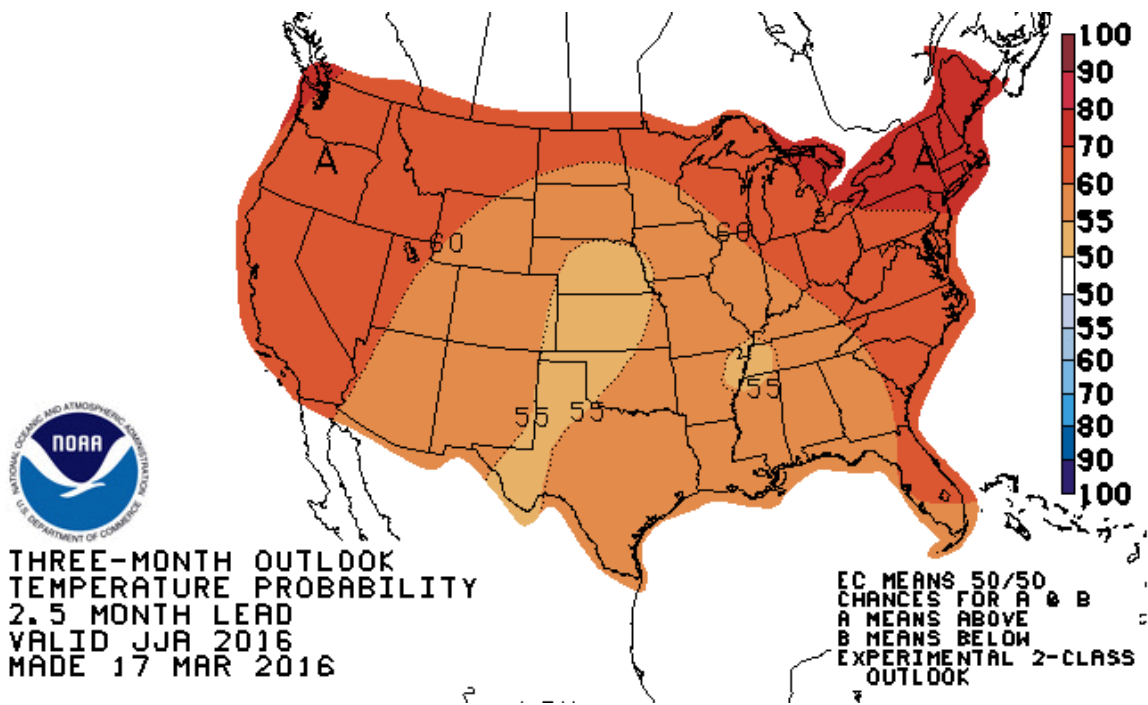 100
90
80
70
60
55
50
50
55
60
70
80
90
100
A
A
60
60
55
55
55
NATIONAL OCEANIC AND ATMOSPHERIC ADMINISTRATION
NOAA
U.S. DEPARTMENT OF COMMERCE
THREE-MONTH OUTLOOK
TEMPERATURE PROBABILITY
2.5 MONTH LEAD
VALID JJA 2016
MADE 17 MAR 2016
EC MEANS 50/50
CHANCES FOR A & B
A MEANS ABOVE
B MEANS BELOW
EXPERIMENTAL 2-CLASS
OUTLOOK